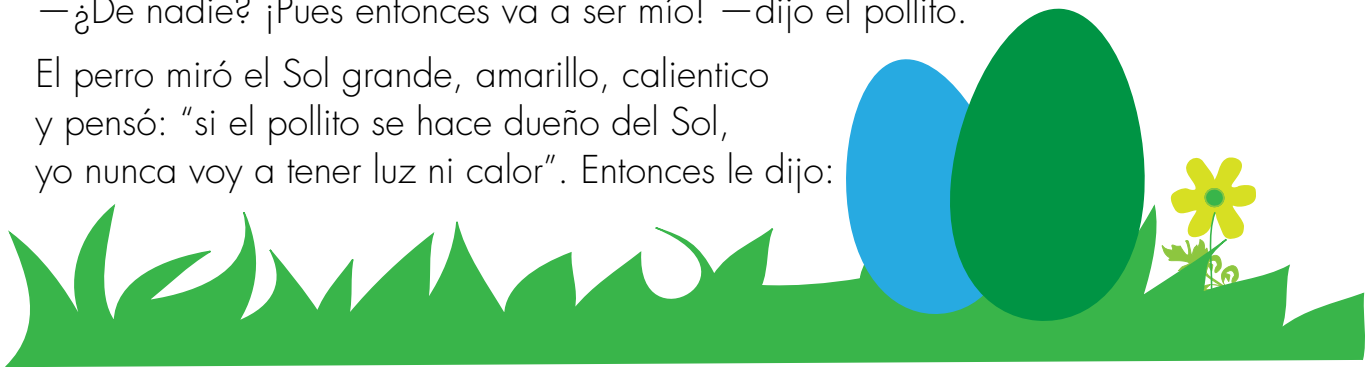 —¿De nadie? ¡Pues entonces va a ser mío! —dijo el pollito.
El perro miró el Sol grande, amarillo, calientico
y pensó: “si el pollito se hace dueño del Sol,
yo nunca voy a tener luz ni calor”. Entonces le dijo: